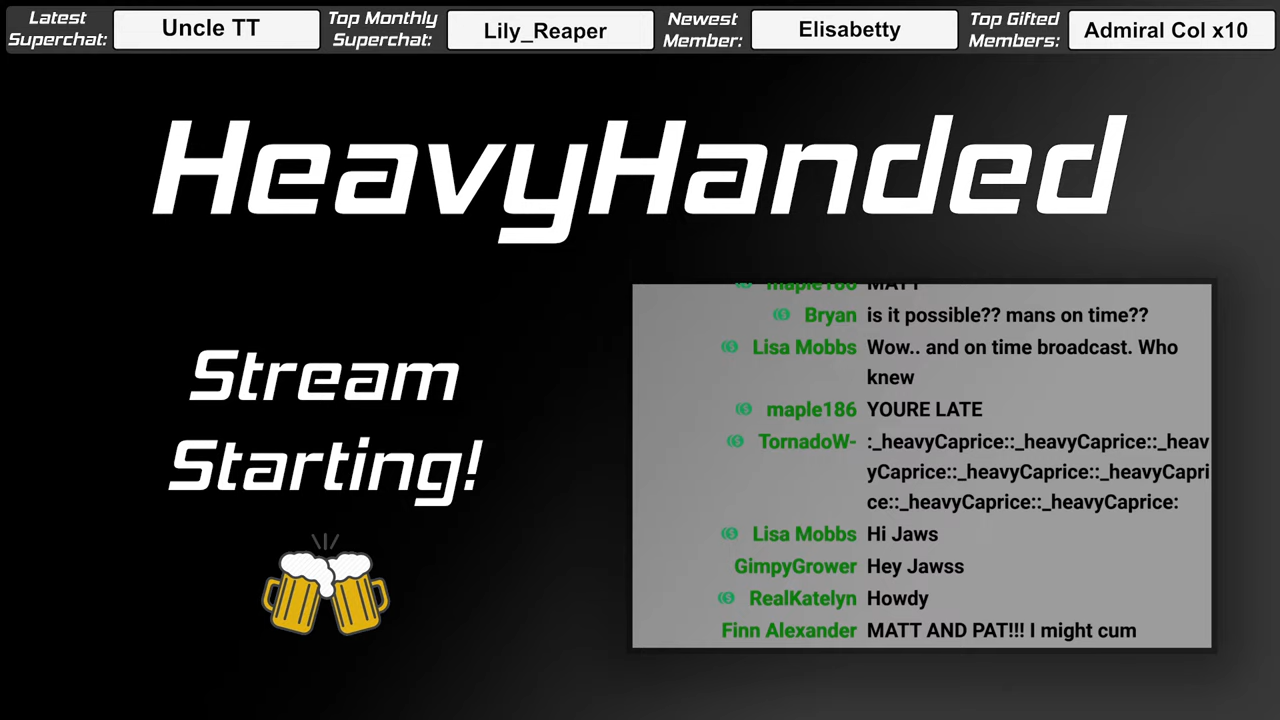 Latest
Superchat:
Uncle TT
Top Monthly
Superchat:
Lily_Reaper
Newest
Member:
Elisabetty
Top Gifted
Members:
Admiral Col x10
HeavyHanded
Stream
Starting!
maple186 MATT
Bryan is it possible?? mans on time??
Lisa Mobbs Wow.. and on time broadcast. Who
knew
maple186 YOURE LATE
TornadoW- :_heavyCaprice::_heavyCaprice::_heav
yCaprice::_heavyCaprice::_heavyCapri
ce::_heavyCaprice::_heavyCaprice:
Lisa Mobbs Hi Jaws
GimpyGrower Hey Jawss
RealKatelyn Howdy
Finn Alexander MATT AND PAT!!! I might cum